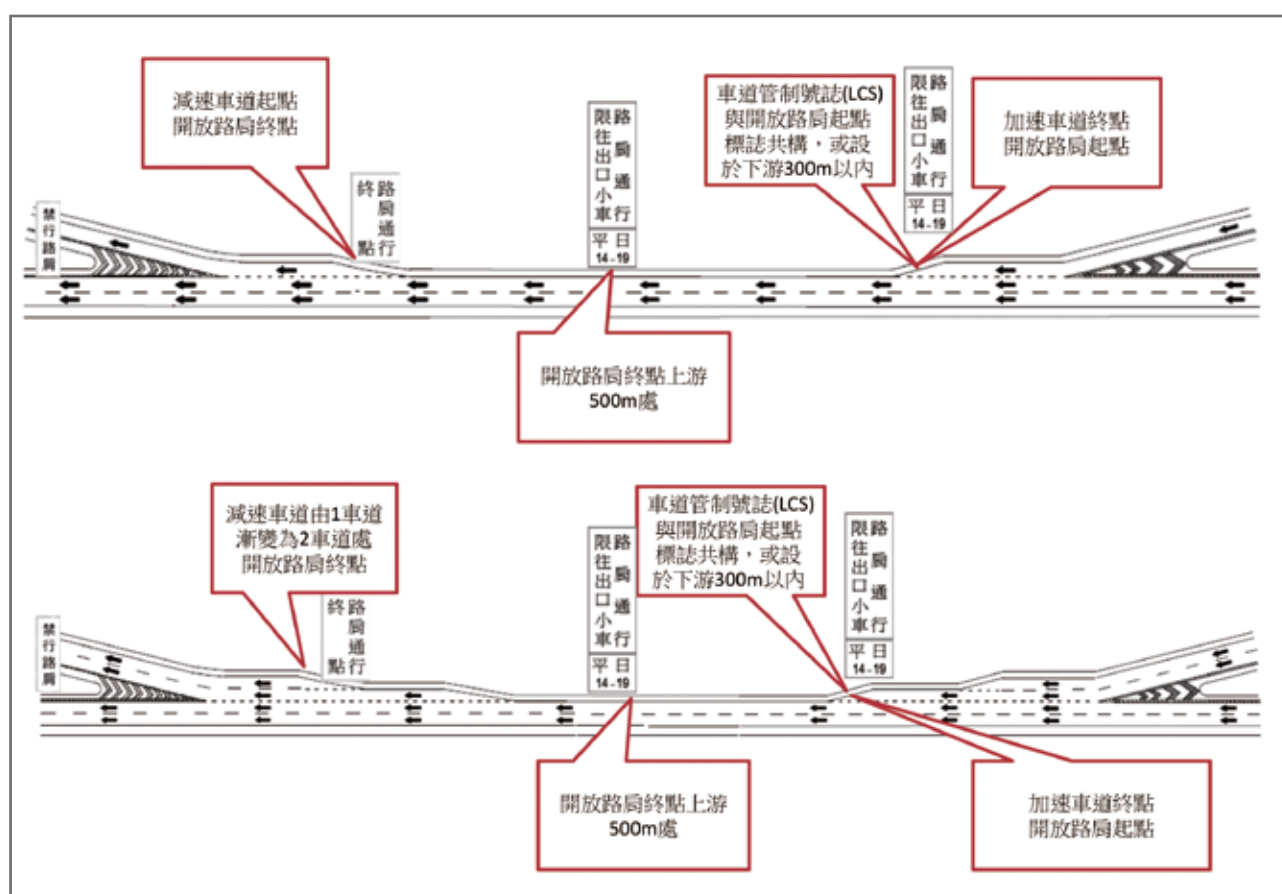 減速車道起點
開放路肩終點
車道管制號誌(LCS)
與開放路肩起點
標誌共構，或設
於下游300m以內
加速車道終點
開放路肩起點
禁行路肩
路肩通行
終點
路肩通行
限往出口小車
平日
14-19
路肩通行
限往出口小車
平日
14-19
開放路肩終點上游
500m處
減速車道由1車道
漸變為2車道處
開放路肩終點
車道管制號誌(LCS)
與開放路肩起點
標誌共構，或設
於下游300m以內
禁行路肩
路肩通行
終點
路肩通行
限往出口小車
平日
14-19
路肩通行
限往出口小車
平日
14-19
開放路肩終點上游
500m處
加速車道終點
開放路肩起點